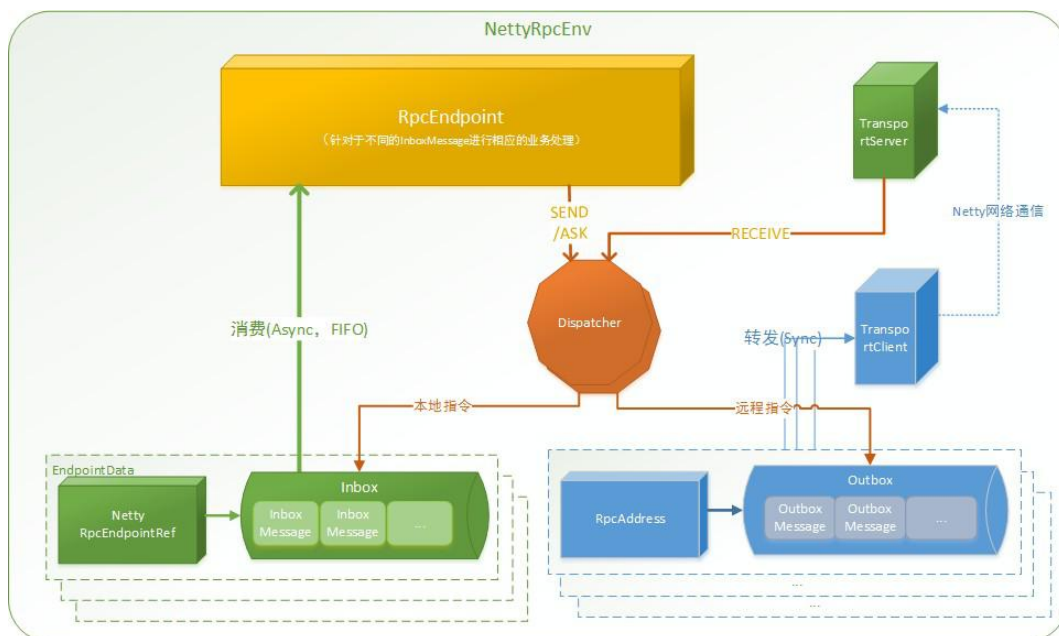 NettyRpcEnv
RpcEndpoint
（针对于不同的InboxMessage进行相应的业务处理）
Transpo
rtServer
SEND
/ASK
RECEIVE
Netty网络通信
Dispatcher
消费(Async，FIFO)
转发(Sync)
Transpo
rtClient
本地指令
远程指令
EndpointData
Netty
RpcEndpointRef
Inbox
Inbox
Message
Inbox
Message
...
RpcAddress
Outbox
Outbox
Message
Outbox
Message
...
...
...